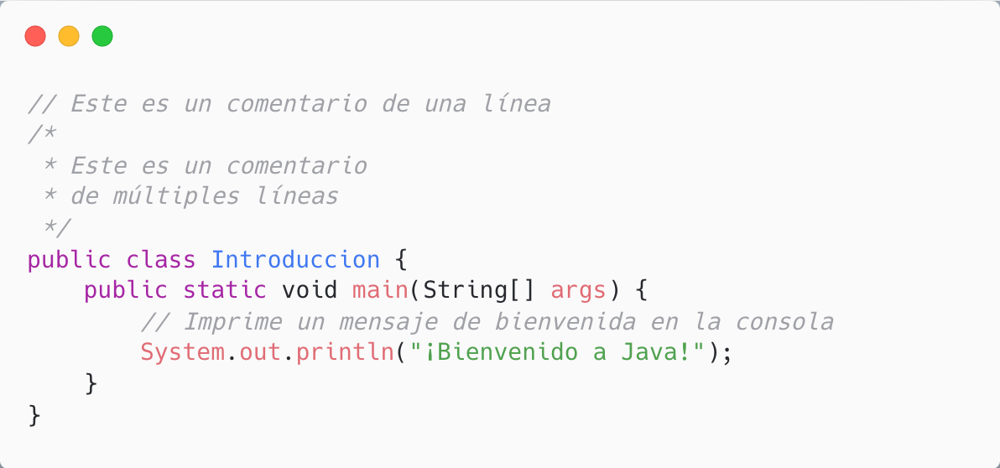 // Este es un comentario de una línea
/*
 * Este es un comentario
 * de múltiples líneas
 */
public class Introduccion {
    public static void main(String[] args) {
        // Imprime un mensaje de bienvenida en la consola
        System.out.println("¡Bienvenido a Java!");
    }
}